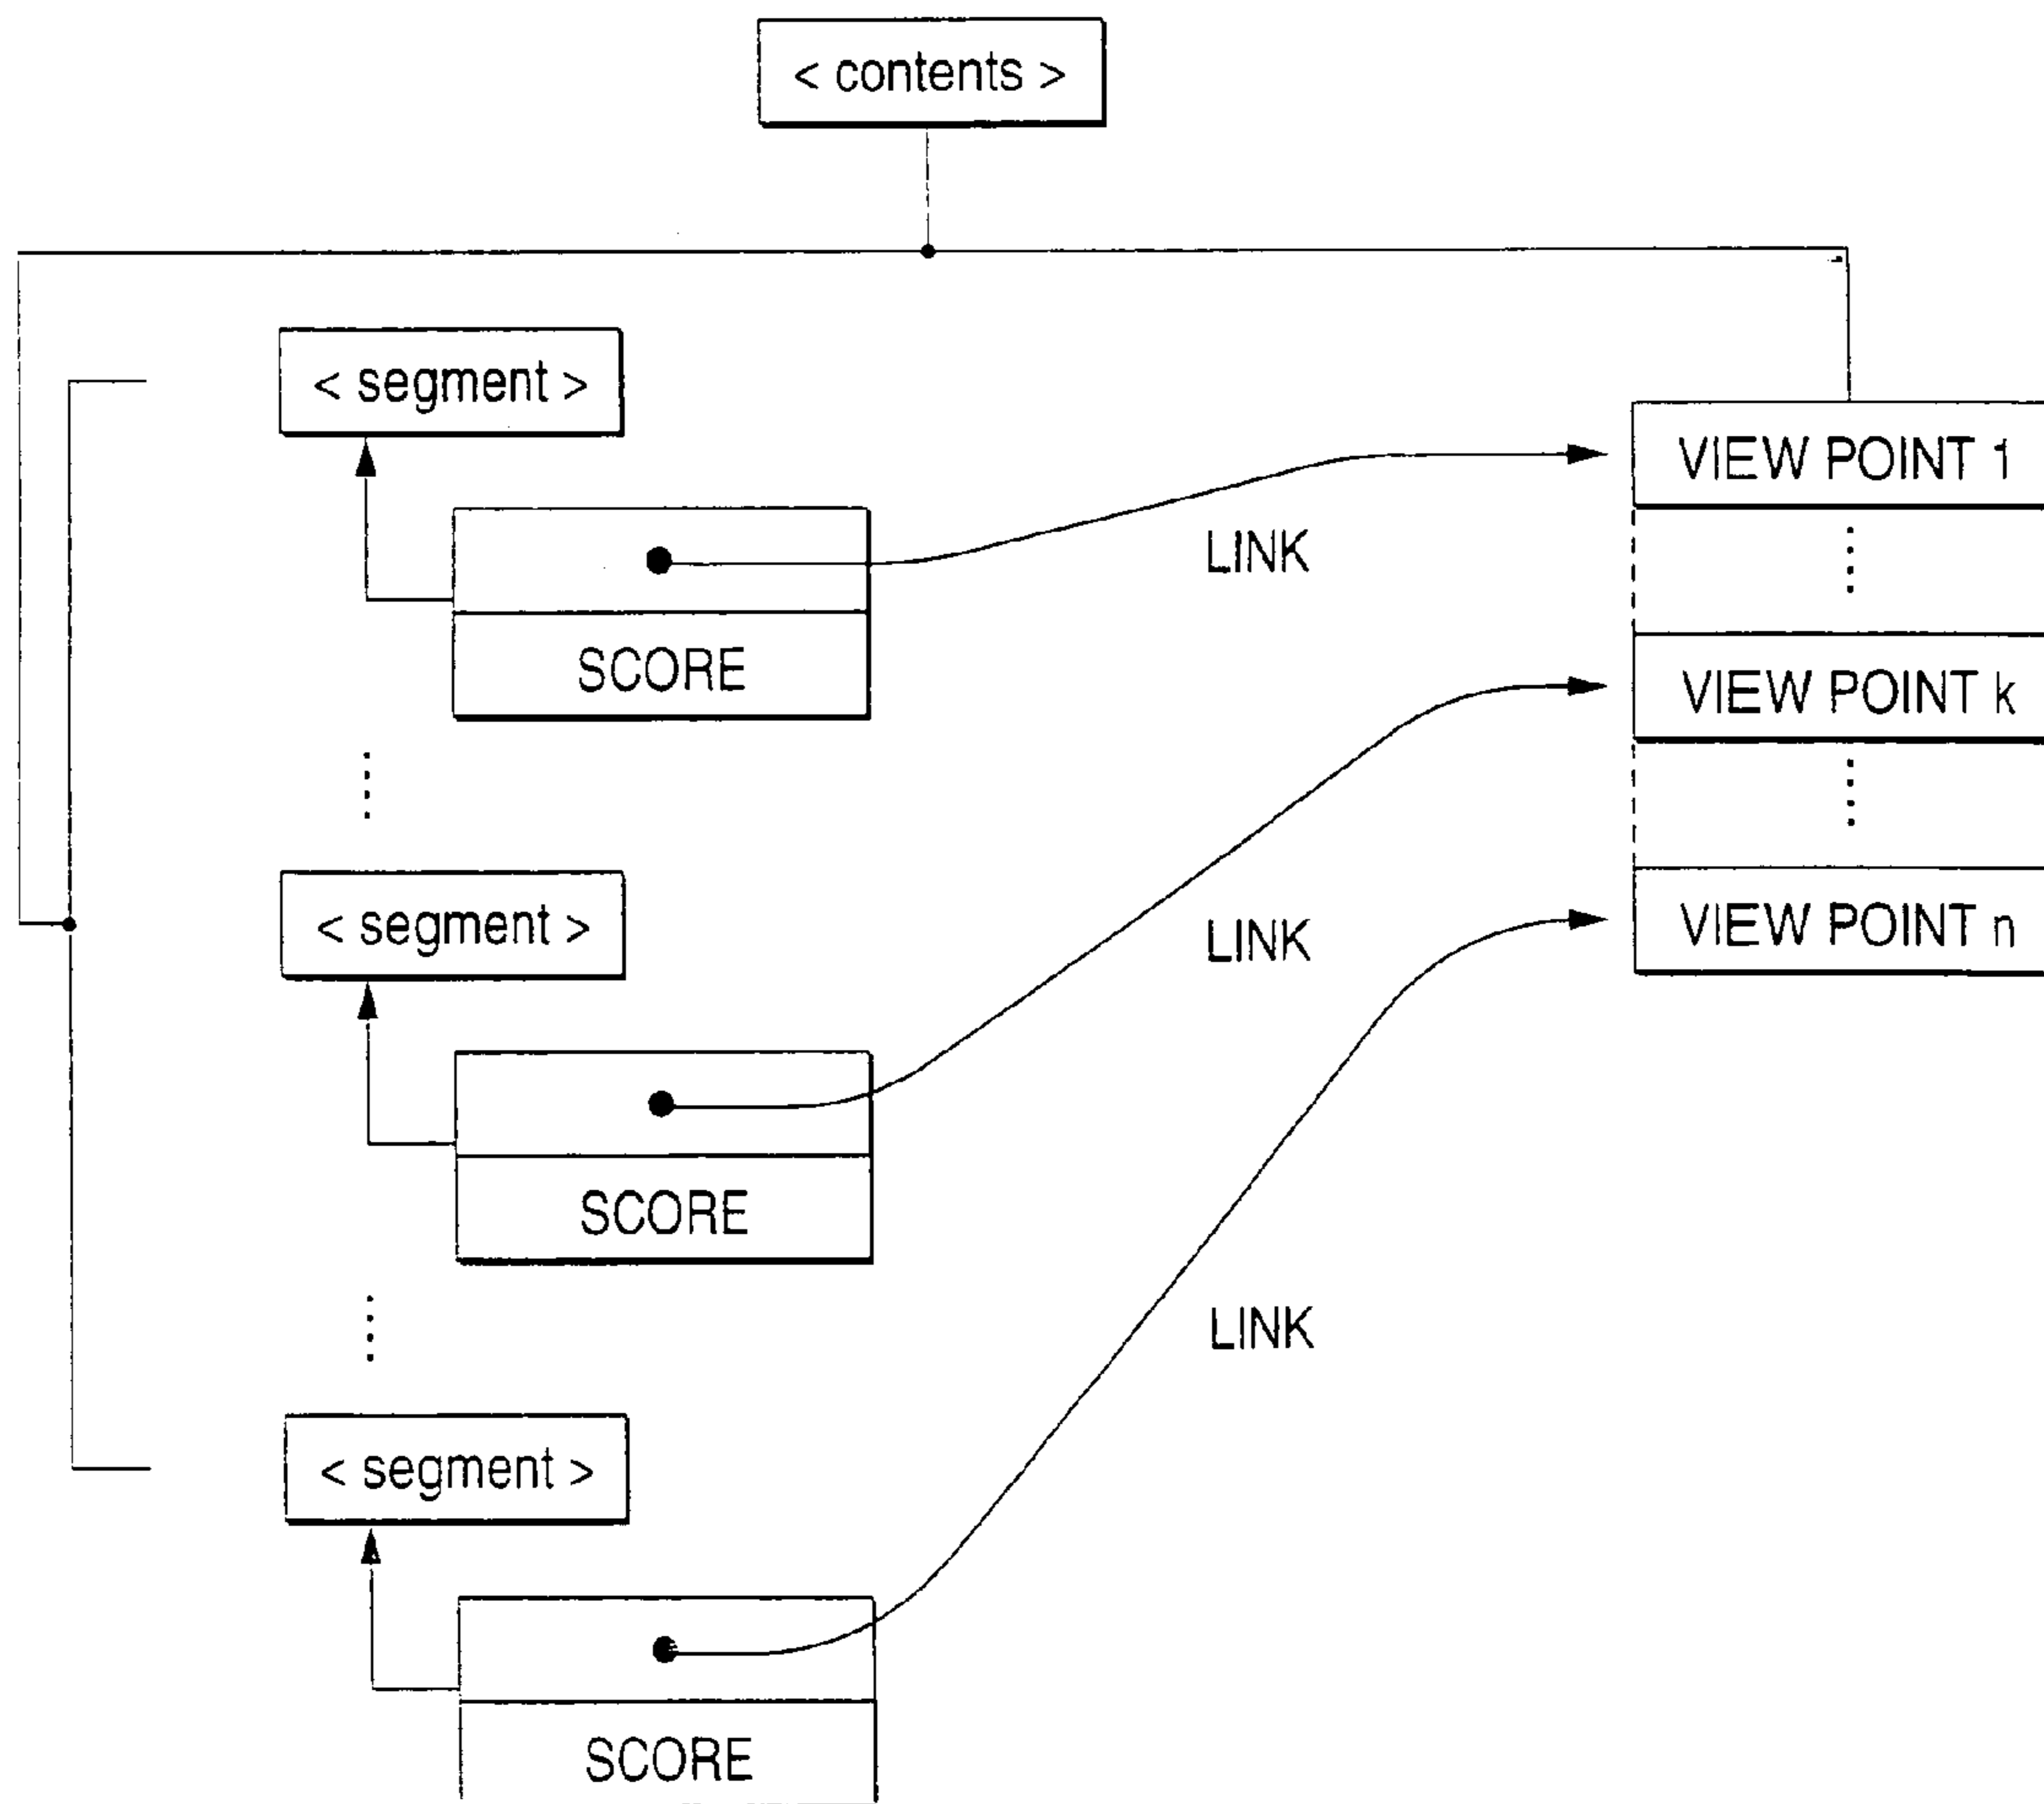 < contents >
< segment >
VIEW POINT 1
LINK
SCORE
VIEW POINT k
< segment >
LINK
VIEW POINT n
SCORE
LINK
< segment >
SCORE